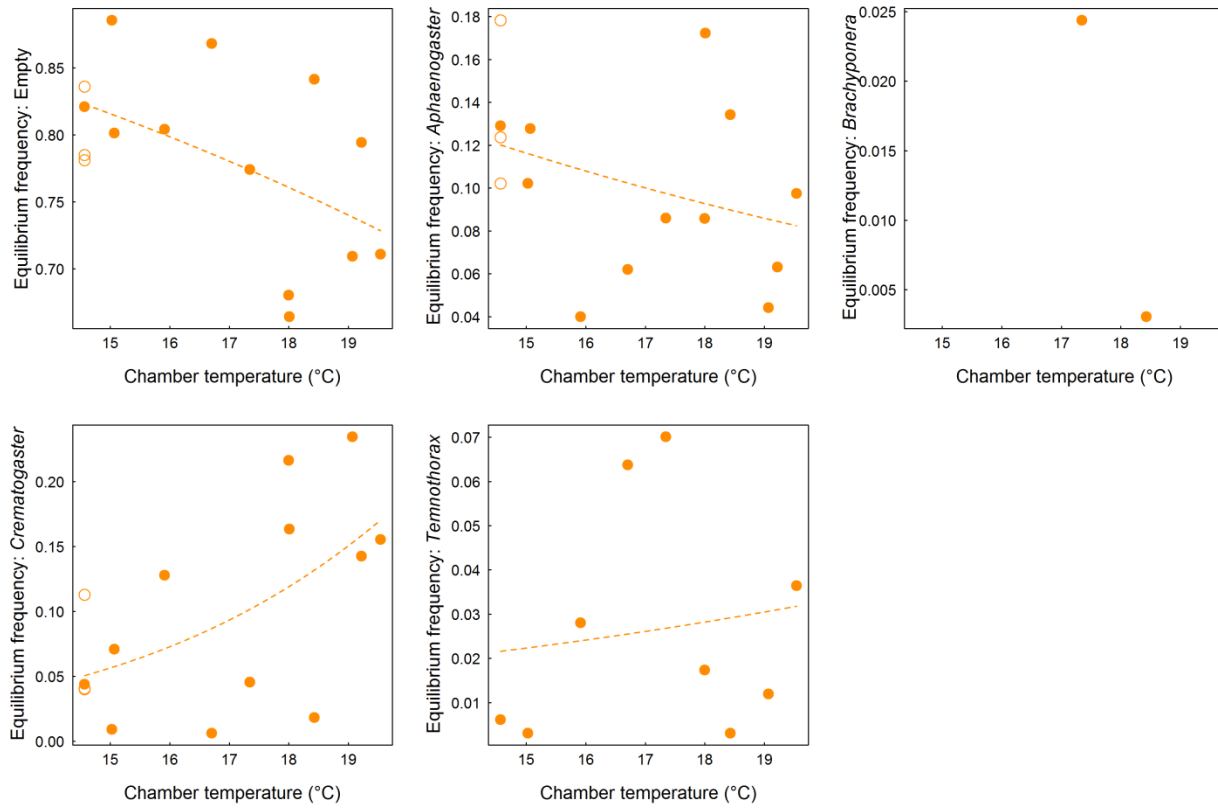 Equilibrium frequency: Empty
0.85
0.80
0.75
0.70
15 16 17 18 19
Chamber temperature (°C)
Equilibrium frequency: Aphaenogaster
0.18
0.16
0.14
0.12
0.10
0.08
0.06
0.04
15 16 17 18 19
Chamber temperature (°C)
Equilibrium frequency: Brachyponera
0.025
0.020
0.015
0.010
0.005
15 16 17 18 19
Chamber temperature (°C)
Equilibrium frequency: Crematogaster
0.20
0.15
0.10
0.05
0.00
15 16 17 18 19
Chamber temperature (°C)
Equilibrium frequency: Temnothorax
0.07
0.06
0.05
0.04
0.03
0.02
0.01
15 16 17 18 19
Chamber temperature (°C)